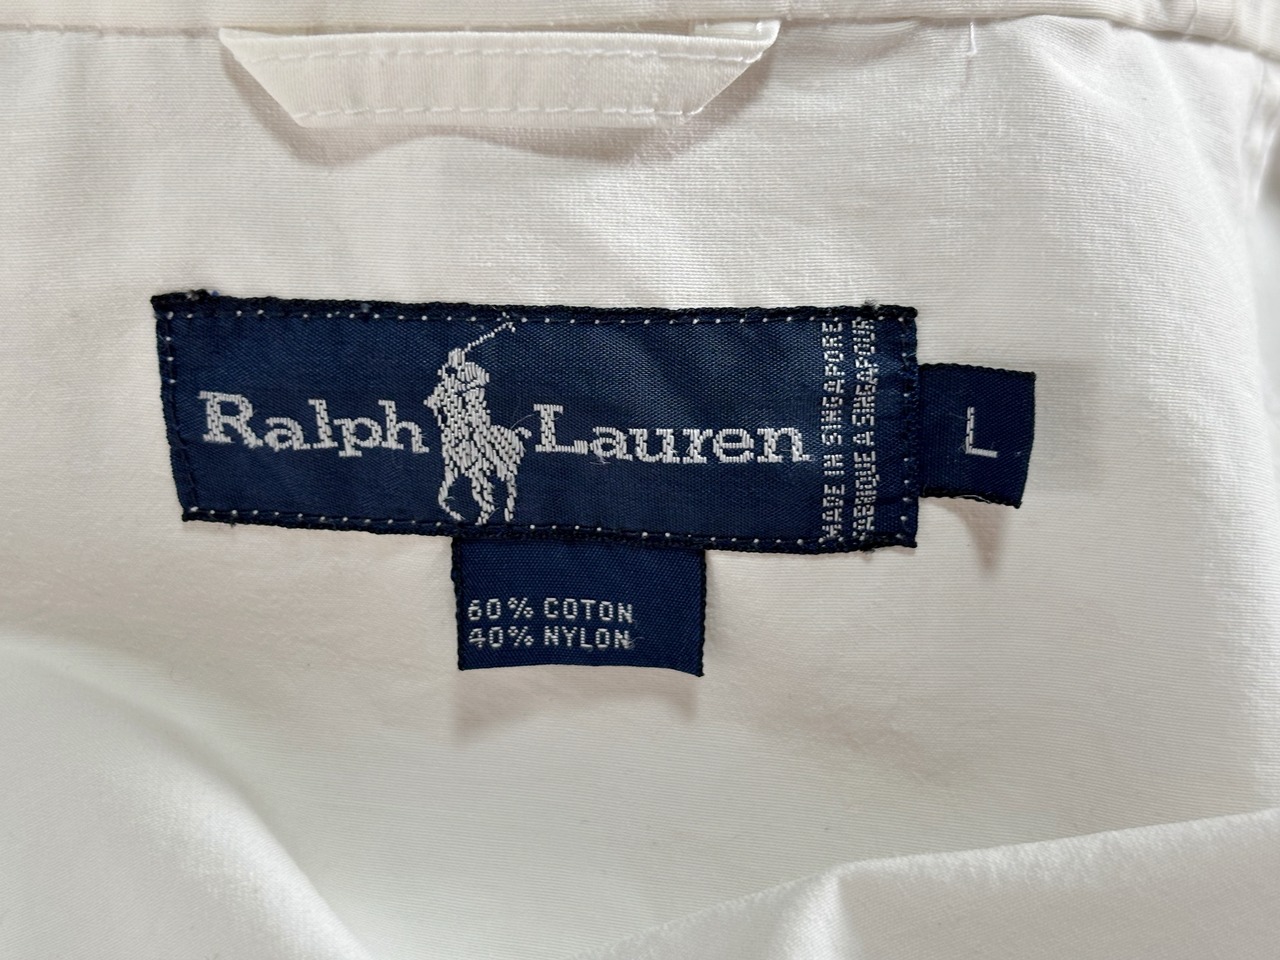 Ralph Lauren
MADE IN SINGAPORE
FABRIQUE A SINGAPOUR
L
60% COTON
40% NYLON